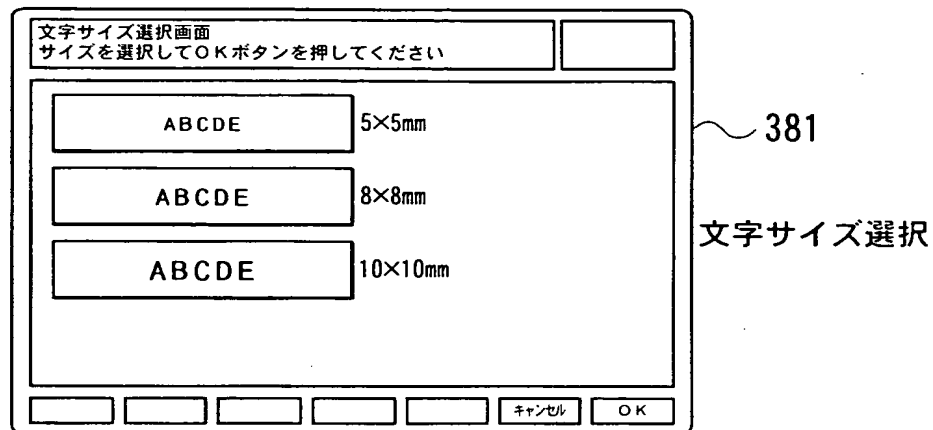 文字サイズ選択画面
サイズを選択してOKボタンを押してください
ABCDE 5×5mm
381
ABCDE 8×8mm
文字サイズ選択
ABCDE 10×10mm
キャンセル OK